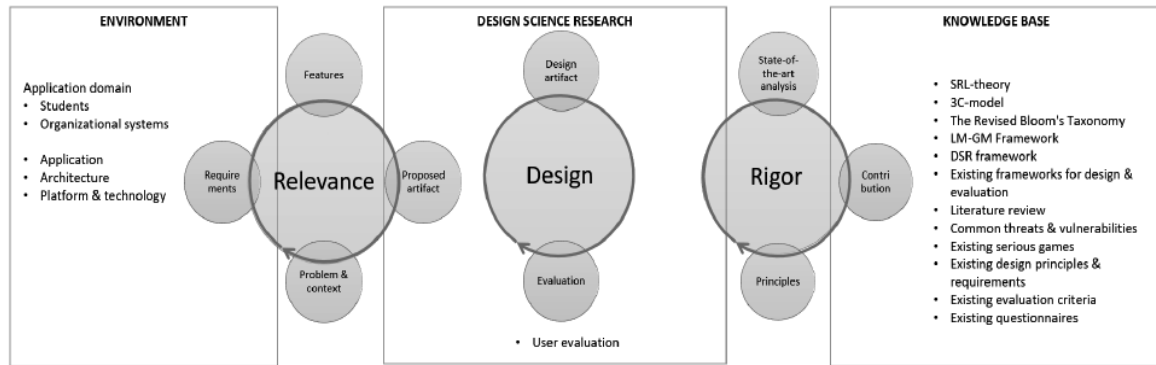 ENVIRONMENT
Application domain
• Students
• Organizational systems
• Application
• Architecture
• Platform & technology
Features
Require
ments
Relevance
Proposed
artifact
Problem &
context
DESIGN SCIENCE RESEARCH
Design
artifact
Design
Evaluation
• User evaluation
State-of-
the-art
analysis
Rigor
Contri
bution
Principles
KNOWLEDGE BASE
• SRL-theory
• 3C-model
• The Revised Bloom's Taxonomy
• LM-GM Framework
• DSR framework
• Existing frameworks for design &
evaluation
• Literature review
• Common threats & vulnerabilities
• Existing serious games
• Existing design principles &
requirements
• Existing evaluation criteria
• Existing questionnaires